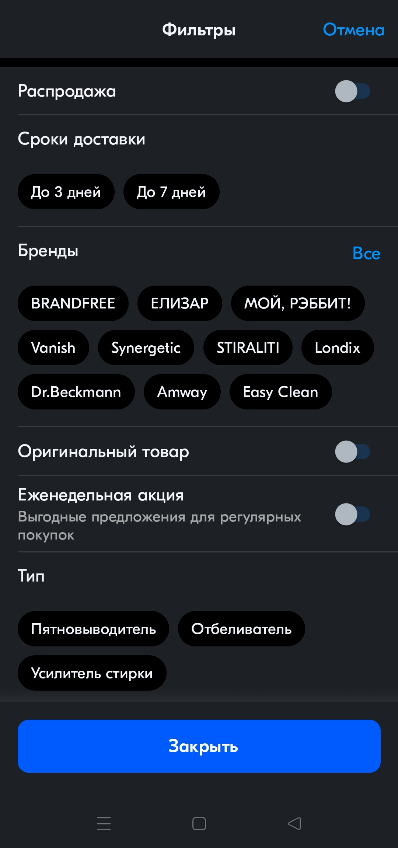 Фильтры
Отмена
Распродажа
Сроки доставки
До 3 дней
До 7 дней
Бренды
Все
BRANDFREE
ЕЛИЗАР
МОЙ, РЭББИТ!
Vanish
Synergetic
STIRALITI
Londix
Dr.Beckmann
Amway
Easy Clean
Оригинальный товар
Еженедельная акция
Выгодные предложения для регулярных
покупок
Тип
Пятновыводитель
Отбеливатель
Усилитель стирки
Закрыть